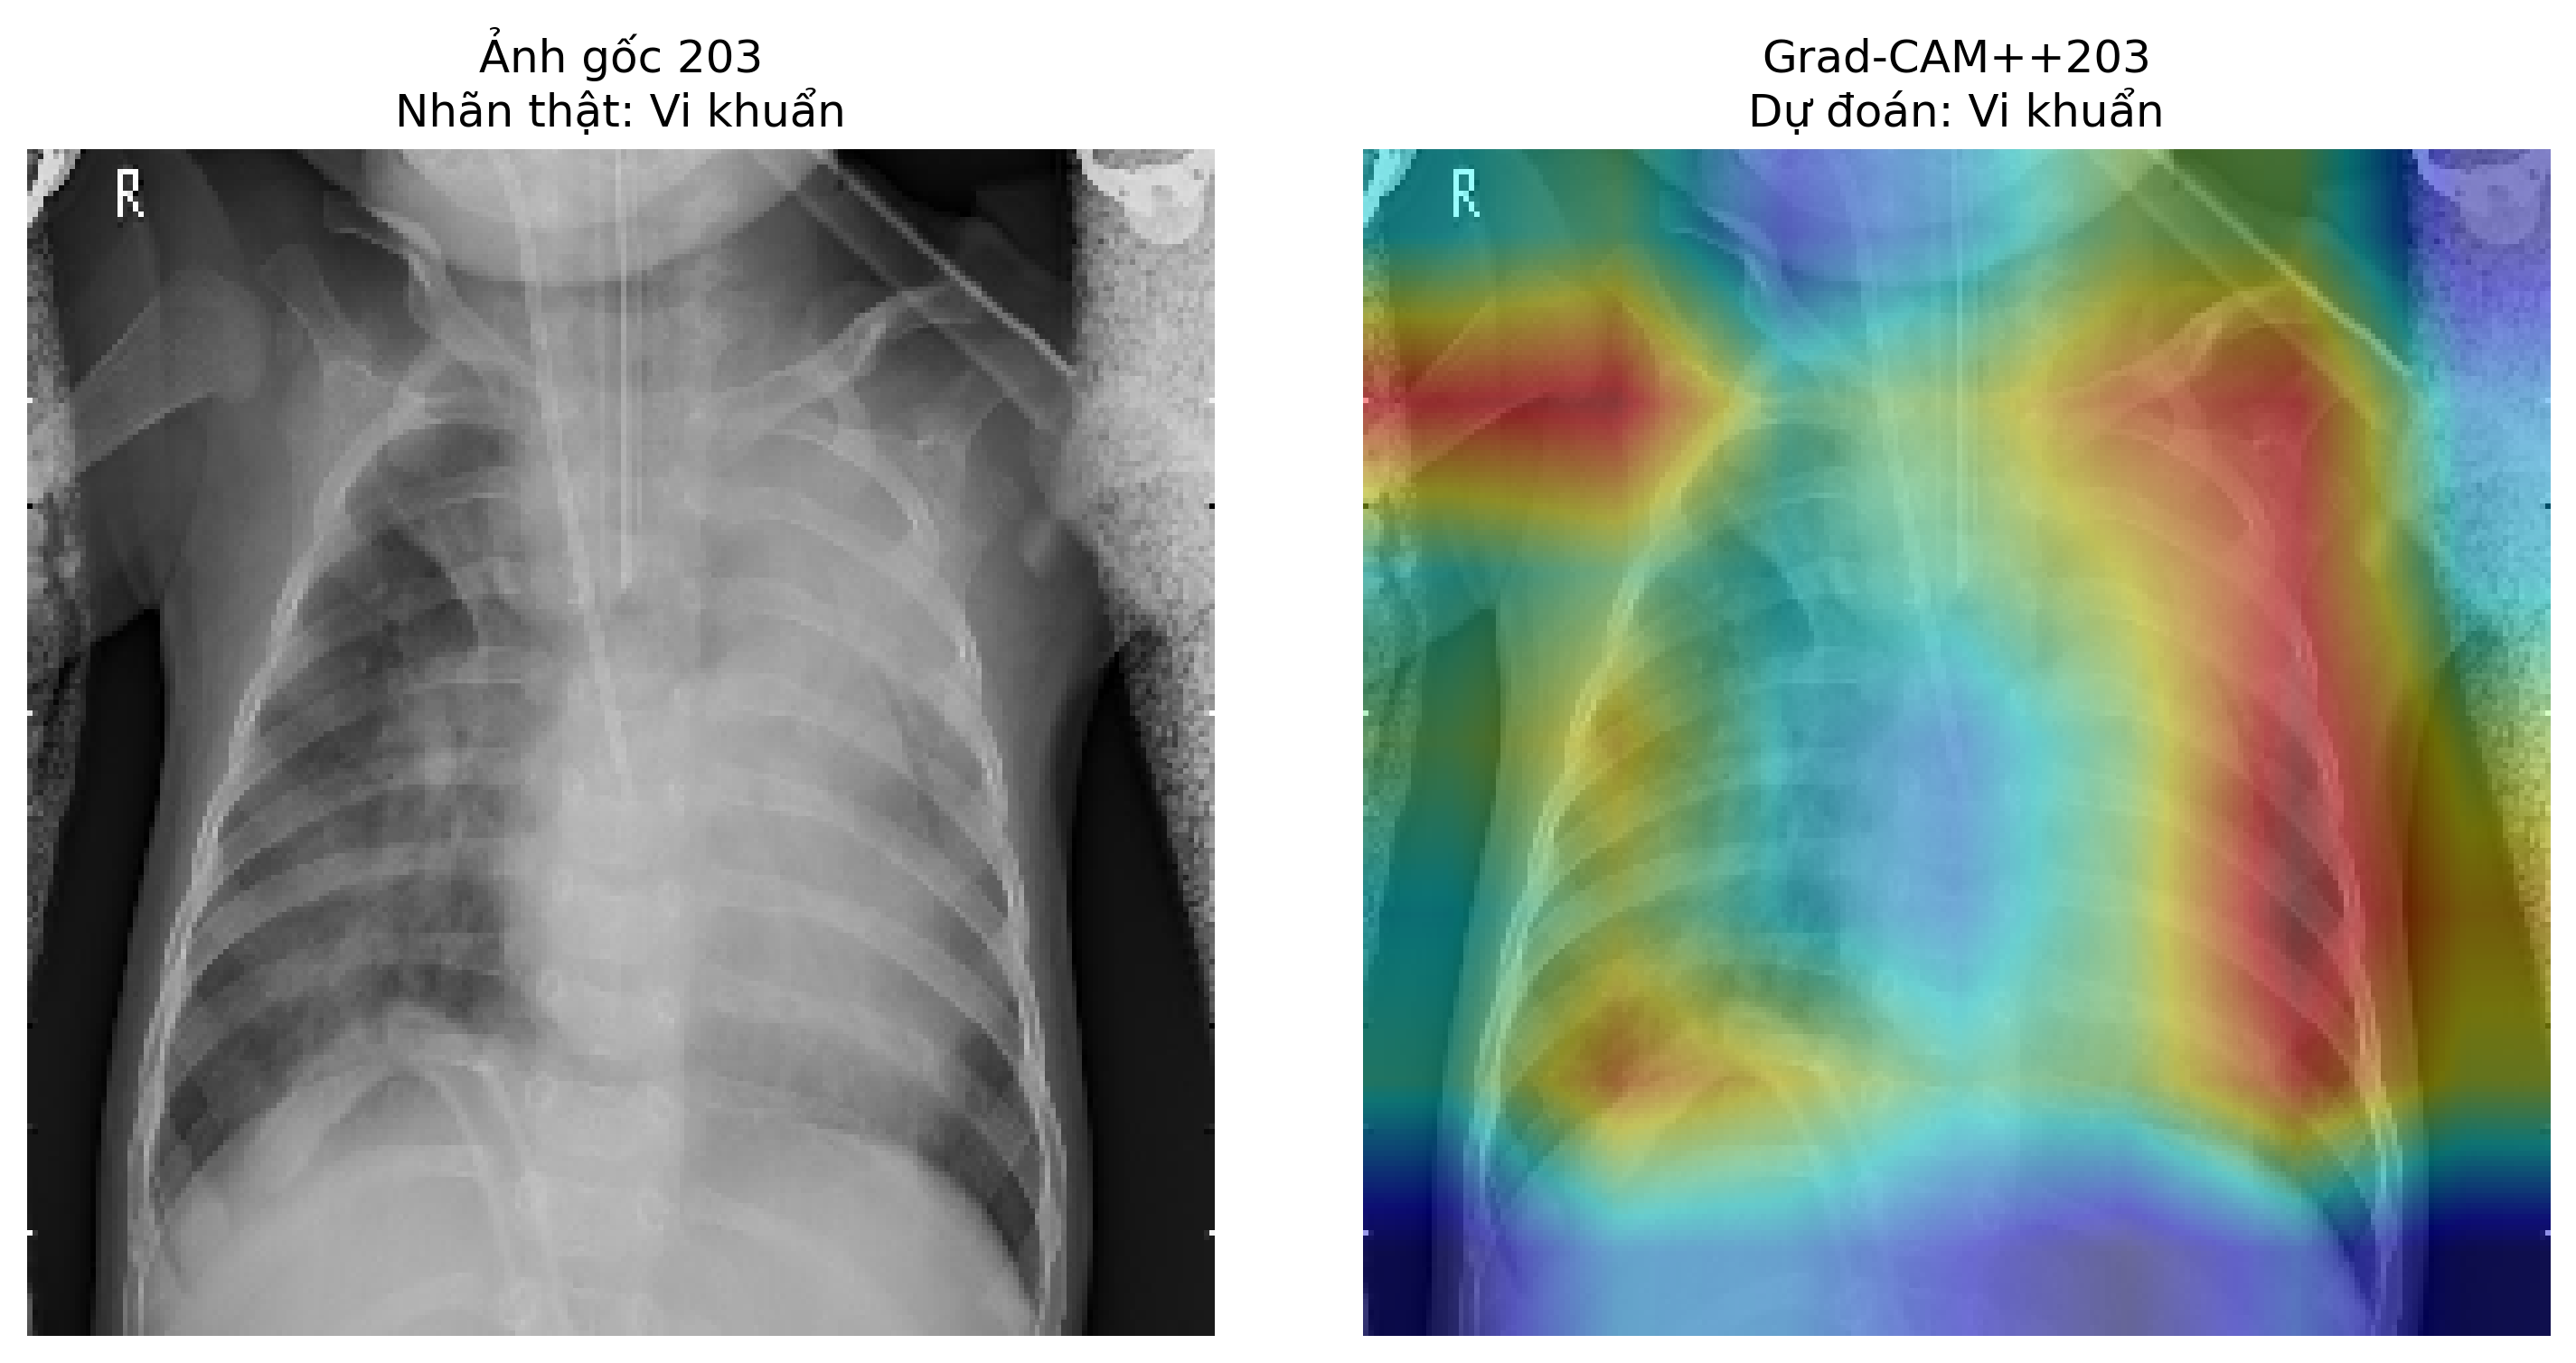 Ảnh gốc 203
Nhãn thật: Vi khuẩn
Grad-CAM++203
Dự đoán: Vi khuẩn
R
R